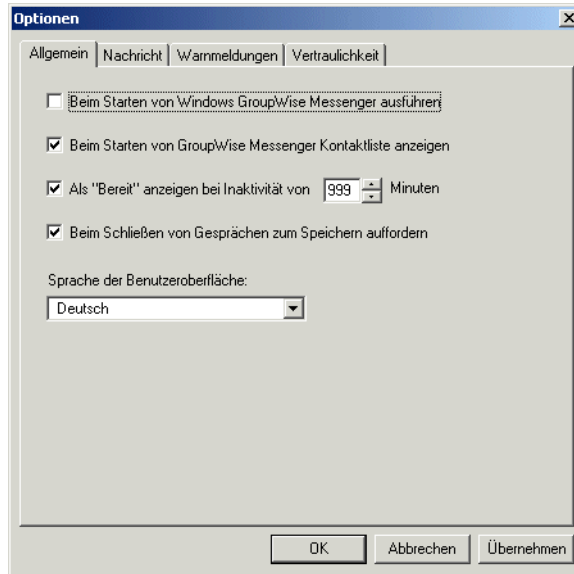 Optionen
Allgemein Nachricht Warnmeldungen Vertraulichkeit
Beim Starten von Windows GroupWise Messenger ausführen
Beim Starten von GroupWise Messenger Kontaktliste anzeigen
Als "Bereit" anzeigen bei Inaktivität von 999 Minuten
Beim Schließen von Gesprächen zum Speichern auffordern
Sprache der Benutzeroberfläche:
Deutsch
OK Abbrechen Übernehmen